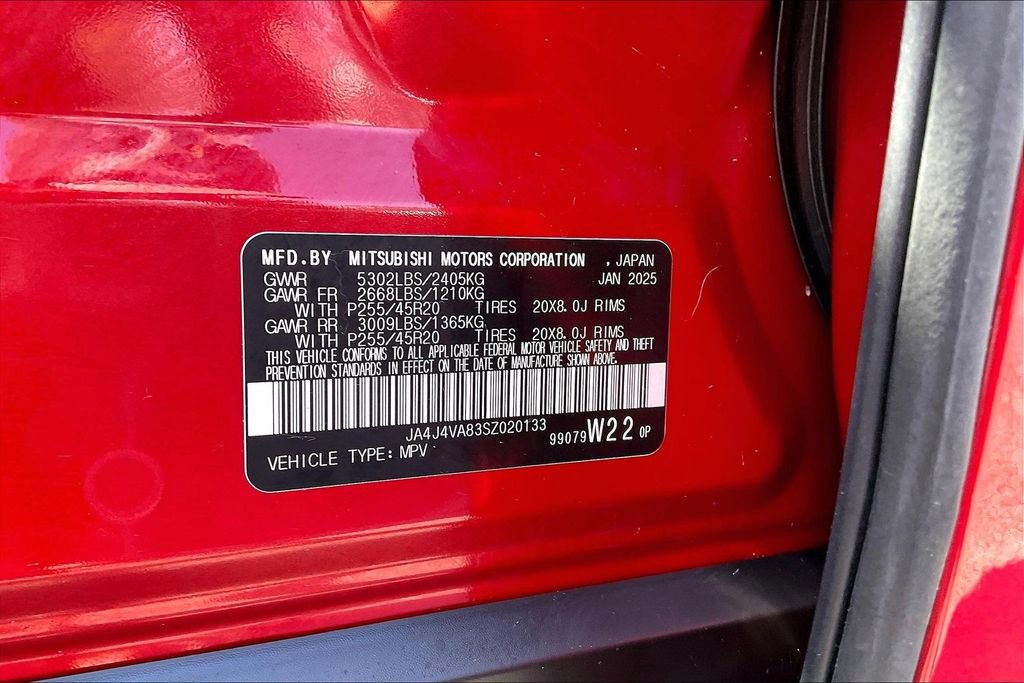 MFD.BY MITSUBISHI MOTORS CORPORATION , JAPAN
GVWR 5302LBS/2405KG JAN 2025
GAWR FR 2668LBS/1210KG
WITH P255/45R20 TIRES 20X8.0J RIMS
GAWR RR 3009LBS/1365KG
WITH P255/45R20 TIRES 20X8.0J RIMS
THIS VEHICLE CONFORMS TO ALL APPLICABLE FEDERAL MOTOR VEHICLE SAFETY AND THEFT
PREVENTION STANDARDS IN EFFECT ON THE DATE OF MANUFACTURE SHOWN ABOVE.
JA4J4VA83SZ020133
99079 W22 OP
VEHICLE TYPE: MPV